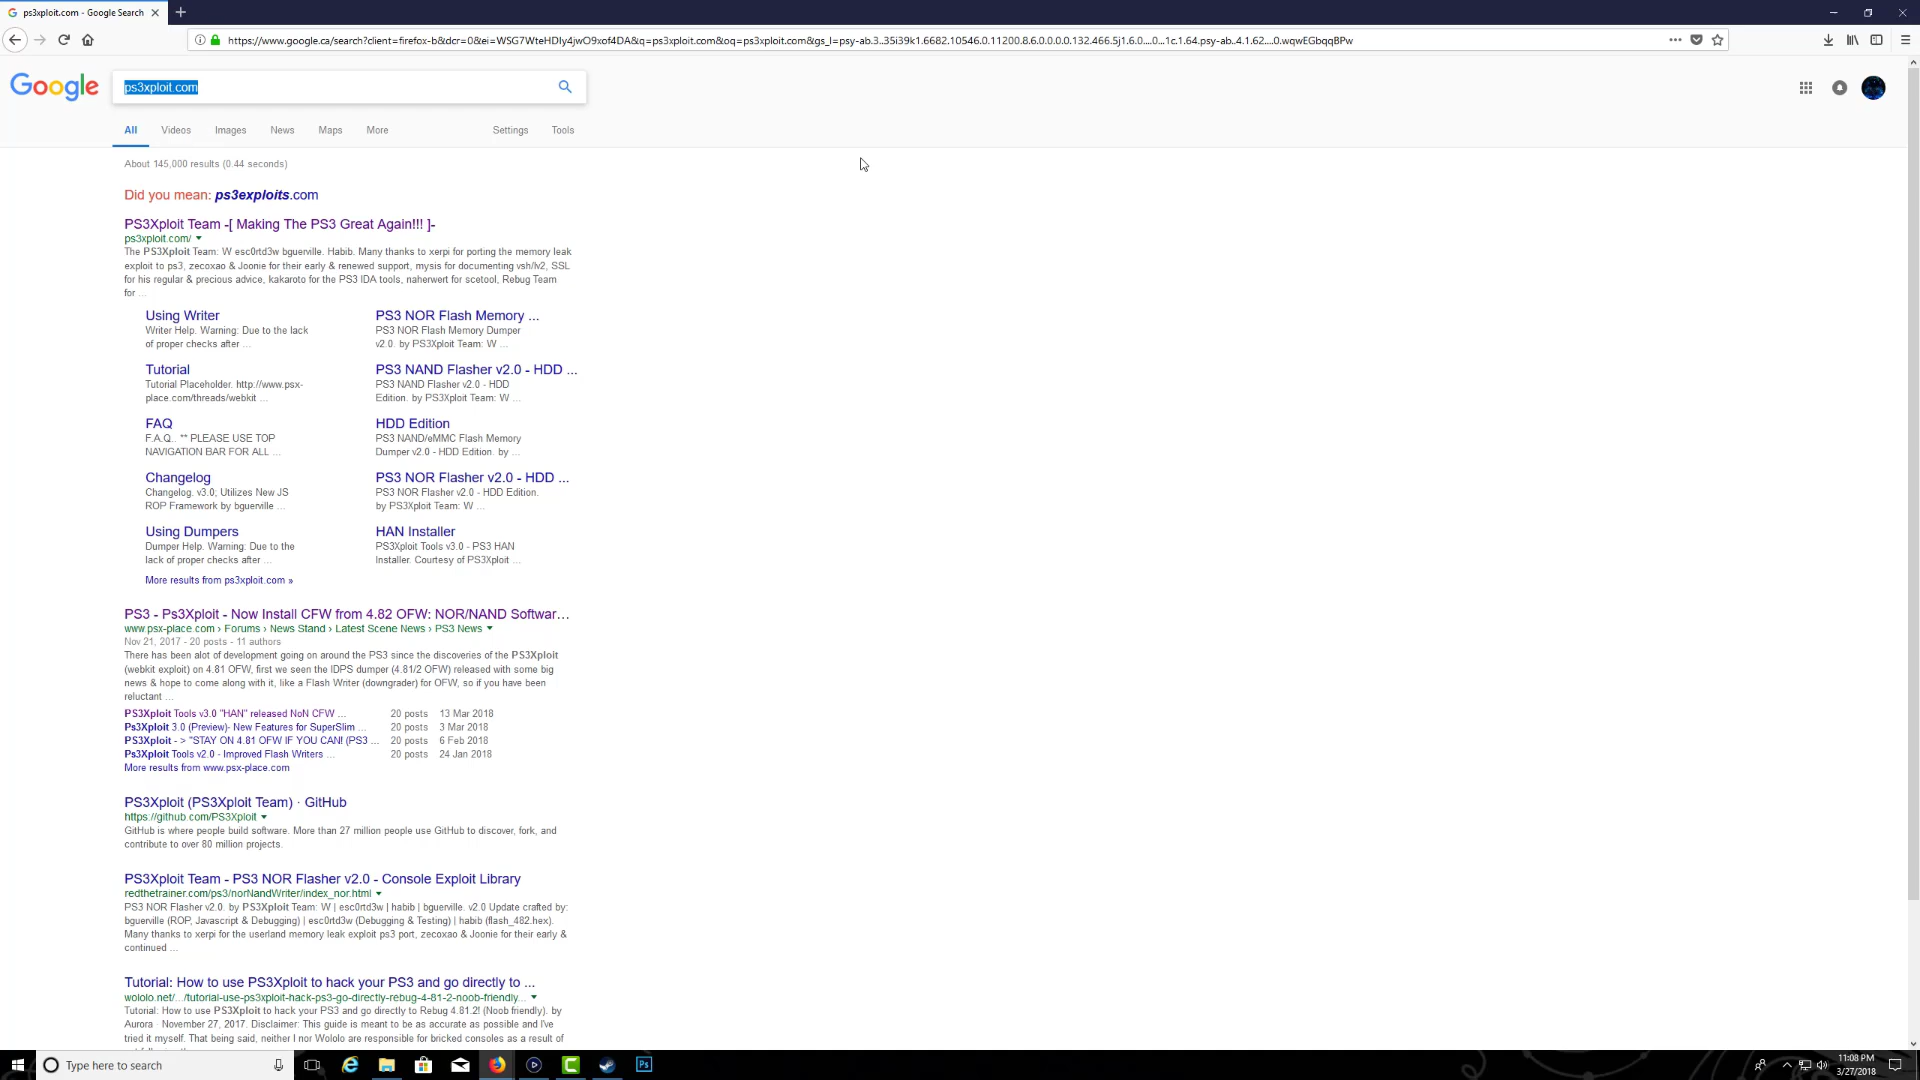 ps3xploit.com - Google Search
https://www.google.ca/search?client=firefox-b&dcr=0&ei=WSG7WteHDIy4jwO9xof4DA&q=ps3xploit.com&oq=ps3xploit.com&gs_l=psy-ab.3..35i39k1.6682.10546.0.11200.8.6.0.0.0.0.132.466.5j1.6.0....0...1c.1.64.psy-ab..4.1.62....0.wqwEGbqqBPw
Google
ps3xploit.com
All Videos Images News Maps More Settings Tools
About 145,000 results (0.44 seconds)
Did you mean: ps3exploits.com
PS3Xploit Team -[ Making The PS3 Great Again!!! ]-
ps3xploit.com/
The PS3Xploit Team: W esc0rtd3w bguerville. Habib. Many thanks to xerpi for porting the memory leak
exploit to ps3, zecoxao & Joonie for their early & renewed support, mysis for documenting vsh/lv2, SSL
for his regular & precious advice, kakaroto for the PS3 IDA tools, naherwert for scetool, Rebug Team
for ...
Using Writer
Writer Help. Warning: Due to the lack
of proper checks after ...
PS3 NOR Flash Memory ...
PS3 NOR Flash Memory Dumper
v2.0. by PS3Xploit Team: W ...
Tutorial
Tutorial Placeholder. http://www.psx-
place.com/threads/webkit ...
PS3 NAND Flasher v2.0 - HDD ...
PS3 NAND Flasher v2.0 - HDD
Edition. by PS3Xploit Team: W ...
FAQ
F.A.Q.. ** PLEASE USE TOP
NAVIGATION BAR FOR ALL ...
HDD Edition
PS3 NAND/eMMC Flash Memory
Dumper v2.0 - HDD Edition. by ...
Changelog
Changelog. v3.0; Utilizes New JS
ROP Framework by bguerville ...
PS3 NOR Flasher v2.0 - HDD ...
PS3 NOR Flasher v2.0 - HDD Edition.
by PS3Xploit Team: W ...
Using Dumpers
Dumper Help. Warning: Due to the
lack of proper checks after ...
HAN Installer
PS3Xploit Tools v3.0 - PS3 HAN
Installer. Courtesy of PS3Xploit ...
More results from ps3xploit.com »
PS3 - Ps3Xploit - Now Install CFW from 4.82 OFW: NOR/NAND Softwar...
www.psx-place.com › Forums › News Stand › Latest Scene News › PS3 News
Nov 21, 2017 - 20 posts - 11 authors
There has been alot of development going on around the PS3 since the discoveries of the PS3Xploit
(webkit exploit) on 4.81 OFW, first we seen the IDPS dumper (4.81/2 OFW) released with some big
news & hope to come along with it, like a Flash Writer (downgrader) for OFW, so if you have been
reluctant ...
PS3Xploit Tools v3.0 "HAN" released NoN CFW ... 20 posts 13 Mar 2018
Ps3Xploit 3.0 (Preview)- New Features for SuperSlim ... 20 posts 3 Mar 2018
PS3Xploit - > "STAY ON 4.81 OFW IF YOU CAN! (PS3 ... 20 posts 6 Feb 2018
Ps3Xploit Tools v2.0 - Improved Flash Writers ... 20 posts 24 Jan 2018
More results from www.psx-place.com
PS3Xploit (PS3Xploit Team) · GitHub
https://github.com/PS3Xploit
GitHub is where people build software. More than 27 million people use GitHub to discover, fork, and
contribute to over 80 million projects.
PS3Xploit Team - PS3 NOR Flasher v2.0 - Console Exploit Library
redthetrainer.com/ps3/norNandWriter/index_nor.html
PS3 NOR Flasher v2.0. by PS3Xploit Team: W | esc0rtd3w | habib | bguerville. v2.0 Update crafted by:
bguerville (ROP, Javascript & Debugging) | esc0rtd3w (Debugging & Testing) | habib (flash_482.hex).
Many thanks to xerpi for the userland memory leak exploit ps3 port, zecoxao & Joonie for their early &
continued ...
Tutorial: How to use PS3Xploit to hack your PS3 and go directly to ...
wololo.net/.../tutorial-use-ps3xploit-hack-ps3-go-directly-rebug-4-81-2-noob-friendly...
Tutorial: How to use PS3Xploit to hack your PS3 and go directly to Rebug 4.81.2! (Noob friendly). by
Aurora · November 27, 2017. Disclaimer: This guide is meant to be as accurate as possible and I've
tried it myself. That being said, neither I nor Wololo are responsible for bricked consoles as a result of
Type here to search
Ps
11:08 PM
3/27/2018